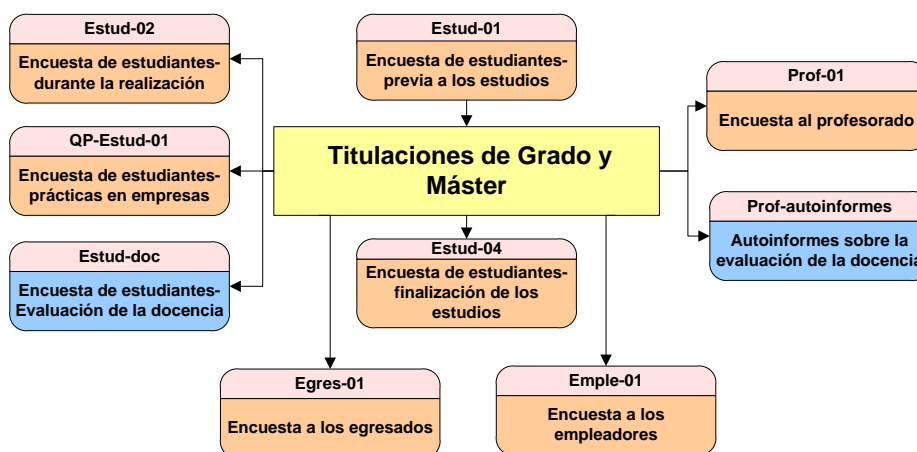 Estud-02
Encuesta de estudiantes-
durante la realización
Estud-01
Encuesta de estudiantes-
previa a los estudios
Prof-01
Encuesta al profesorado
QP-Estud-01
Encuesta de estudiantes-
prácticas en empresas
Titulaciones de Grado y
Máster
Prof-autoinformes
Autoinformes sobre la
evaluación de la docencia
Estud-doc
Encuesta de estudiantes-
Evaluación de la docencia
Estud-04
Encuesta de estudiantes-
finalización de los
estudios
Egres-01
Encuesta a los egresados
Emple-01
Encuesta a los
empleadores